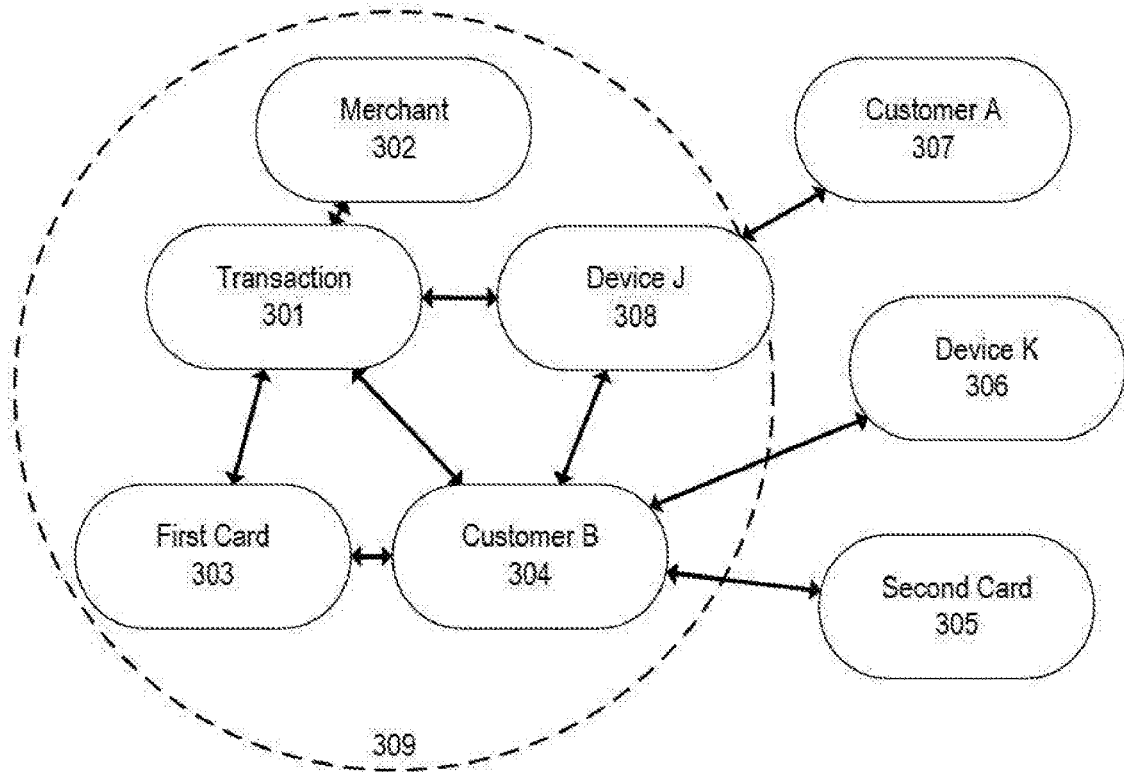 Merchant
302
Customer A
307
Transaction
301
Device J
308
Device K
306
First Card
303
Customer B
304
Second Card
305
309